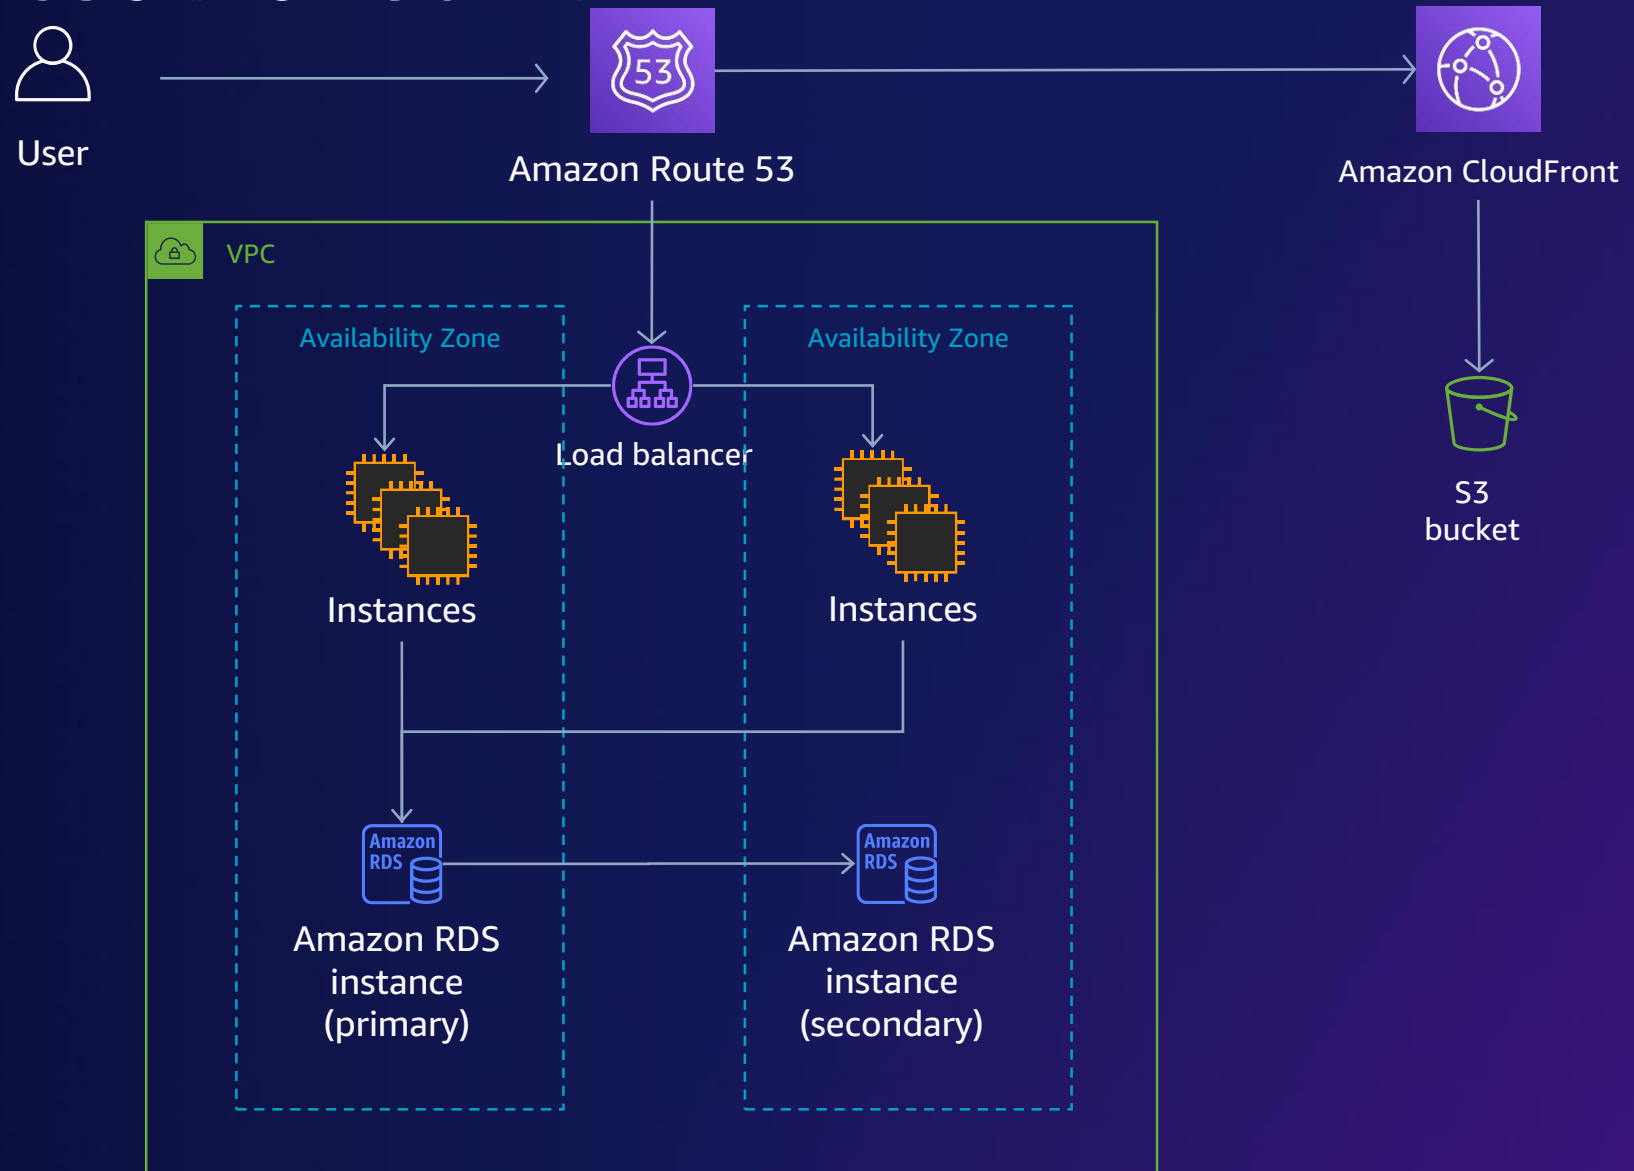 53
User
Amazon Route 53
Amazon CloudFront
VPC
Availability Zone
Availability Zone
Load balancer
Instances
Instances
S3
bucket
Amazon
RDS
Amazon
RDS
Amazon RDS
instance
(primary)
Amazon RDS
instance
(secondary)